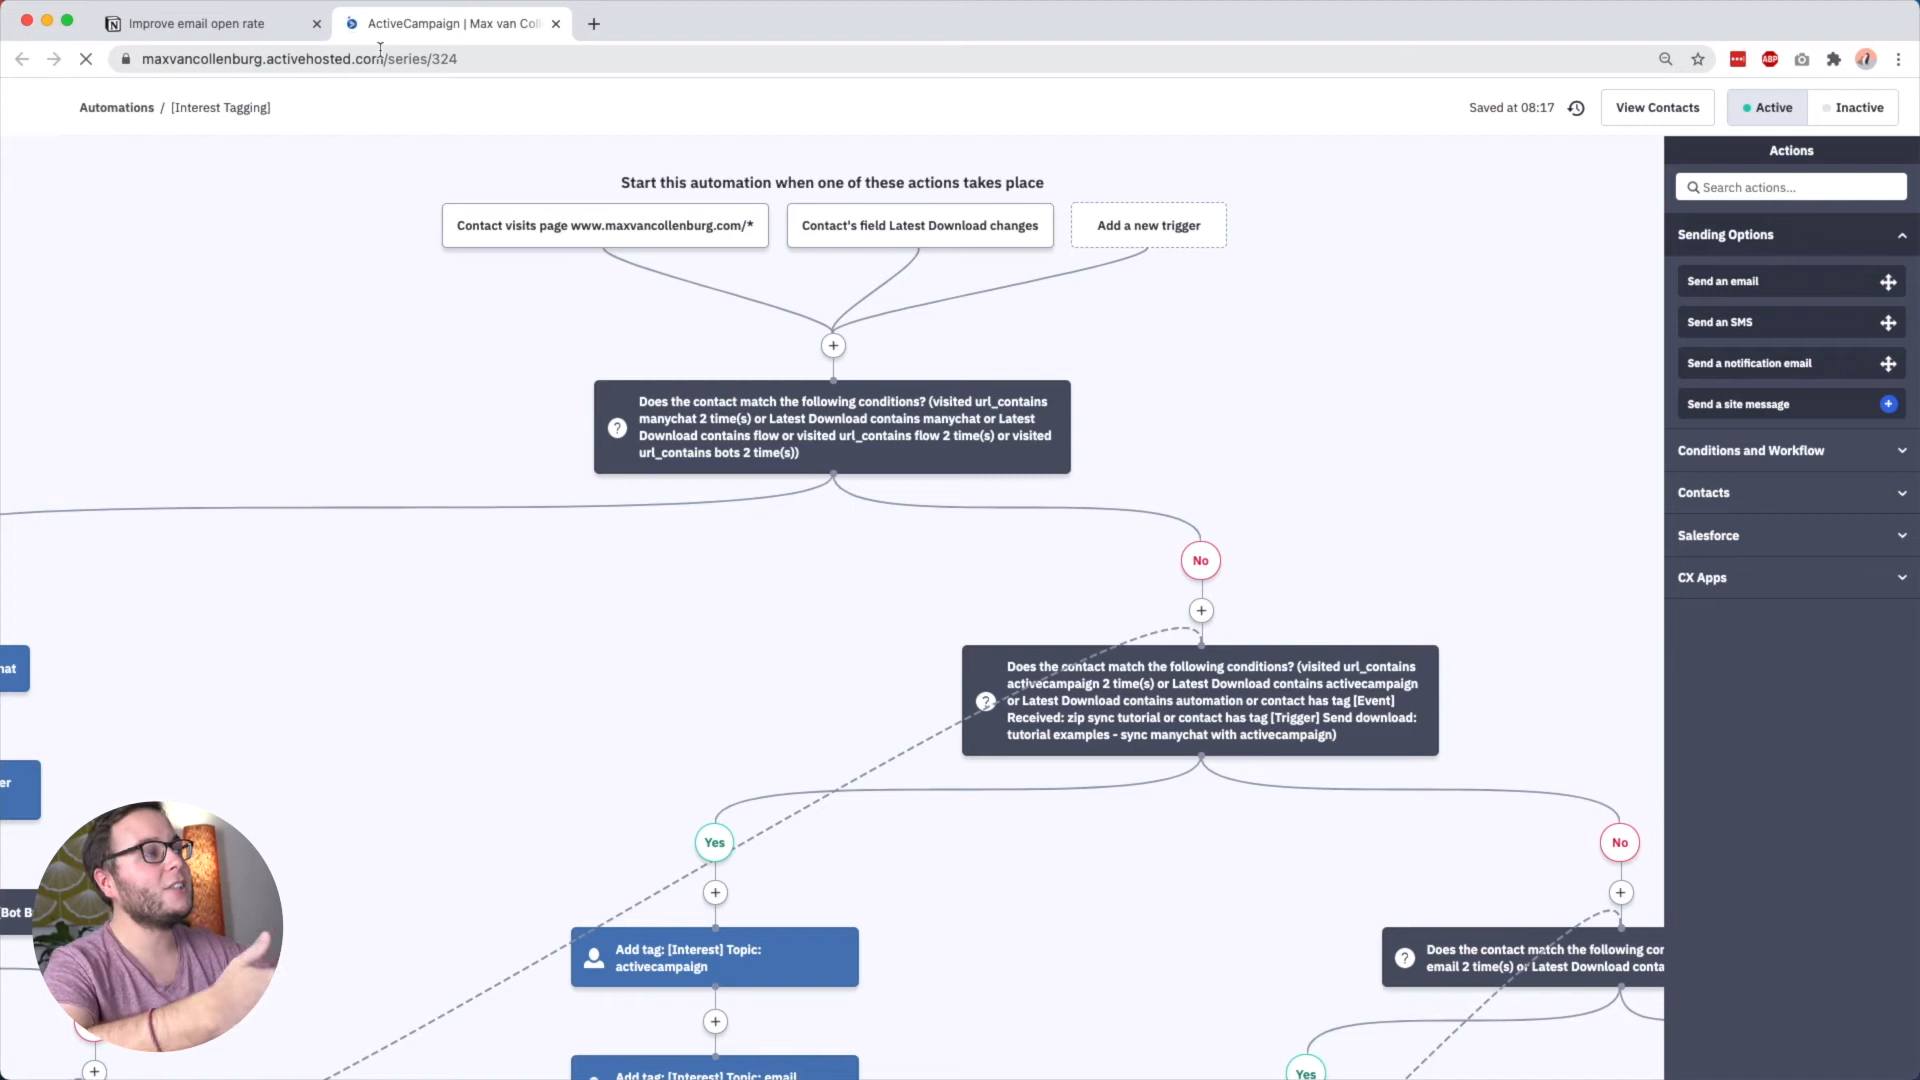 Improve email open rate
ActiveCampaign | Max van Coll
maxvancollenburg.activehosted.com/series/324
ABP
Automations / [Interest Tagging]
Saved at 08:17
View Contacts
Active
Inactive
Start this automation when one of these actions takes place
Contact visits page www.maxvancollenburg.com/*
Contact's field Latest Download changes
Add a new trigger
Does the contact match the following conditions? (visited url_contains
manychat 2 time(s) or Latest Download contains manychat or Latest
Download contains flow or visited url_contains flow 2 time(s) or visited
url_contains bots 2 time(s))
No
Does the contact match the following conditions? (visited url_contains
activecampaign 2 time(s) or Latest Download contains activecampaign
or Latest Download contains automation or contact has tag [Event]
Received: zip sync tutorial or contact has tag [Trigger] Send download:
tutorial examples - sync manychat with activecampaign)
Yes
No
Add tag: [Interest] Topic:
activecampaign
Add tag: [Interest] Topic: email
Does the contact match the following cor
email 2 time(s) or Latest Download conta
Yes
hat
er
(Bot B
Actions
Search actions...
Sending Options
Send an email
Send an SMS
Send a notification email
Send a site message
Conditions and Workflow
Contacts
Salesforce
CX Apps